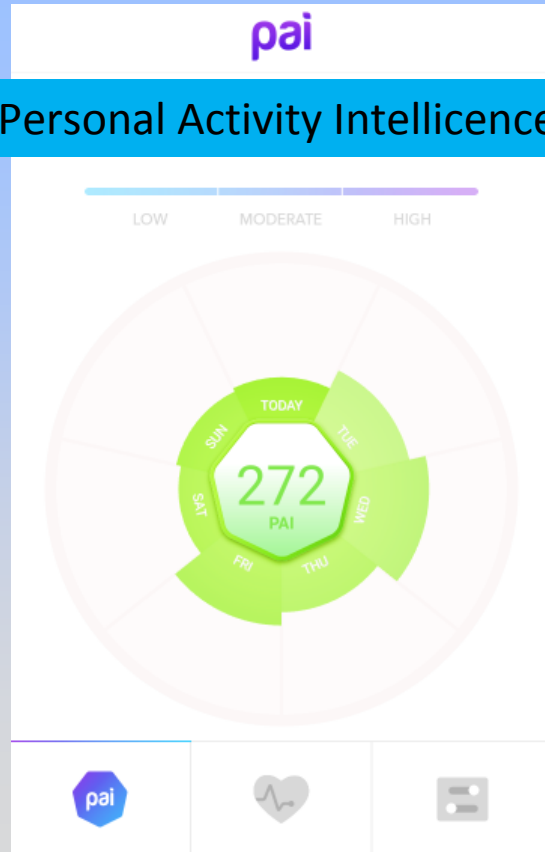 pai
Personal Activity Intellicence
LOW MODERATE HIGH
TODAY
SUN
TUE
SAT
272
PAI
WED
FRI
THU
pai